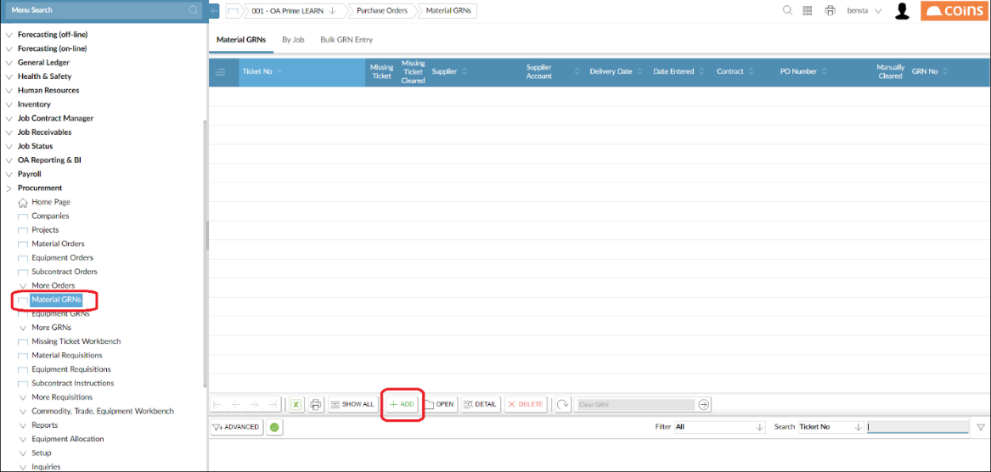 Menu Search
001 - OA Prime LEARN
Purchase Orders
Material GRNs
bensta
coins
Forecasting (off-line)
Forecasting (on-line)
General Ledger
Health & Safety
Human Resources
Inventory
Job Contract Manager
Job Receivables
Job Status
OA Reporting & BI
Payroll
Procurement
Home Page
Companies
Projects
Material Orders
Equipment Orders
Subcontract Orders
More Orders
Material GRNs
Equipment GRNs
More GRNs
Missing Ticket Workbench
Material Requisitions
Equipment Requisitions
Subcontract Instructions
More Requisitions
Commodity, Trade, Equipment Workbench
Reports
Equipment Allocation
Setup
Inquiries
Material GRNs By Job Bulk GRN Entry
Ticket No
Missing Ticket
Missing Ticket Cleared
Supplier
Supplier Account
Delivery Date
Date Entered
Contract
PO Number
Manually Cleared
GRN No
SHOW ALL
+ ADD
OPEN
DETAIL
DELETE
Clear GRN
ADVANCED
Filter All
Search Ticket No